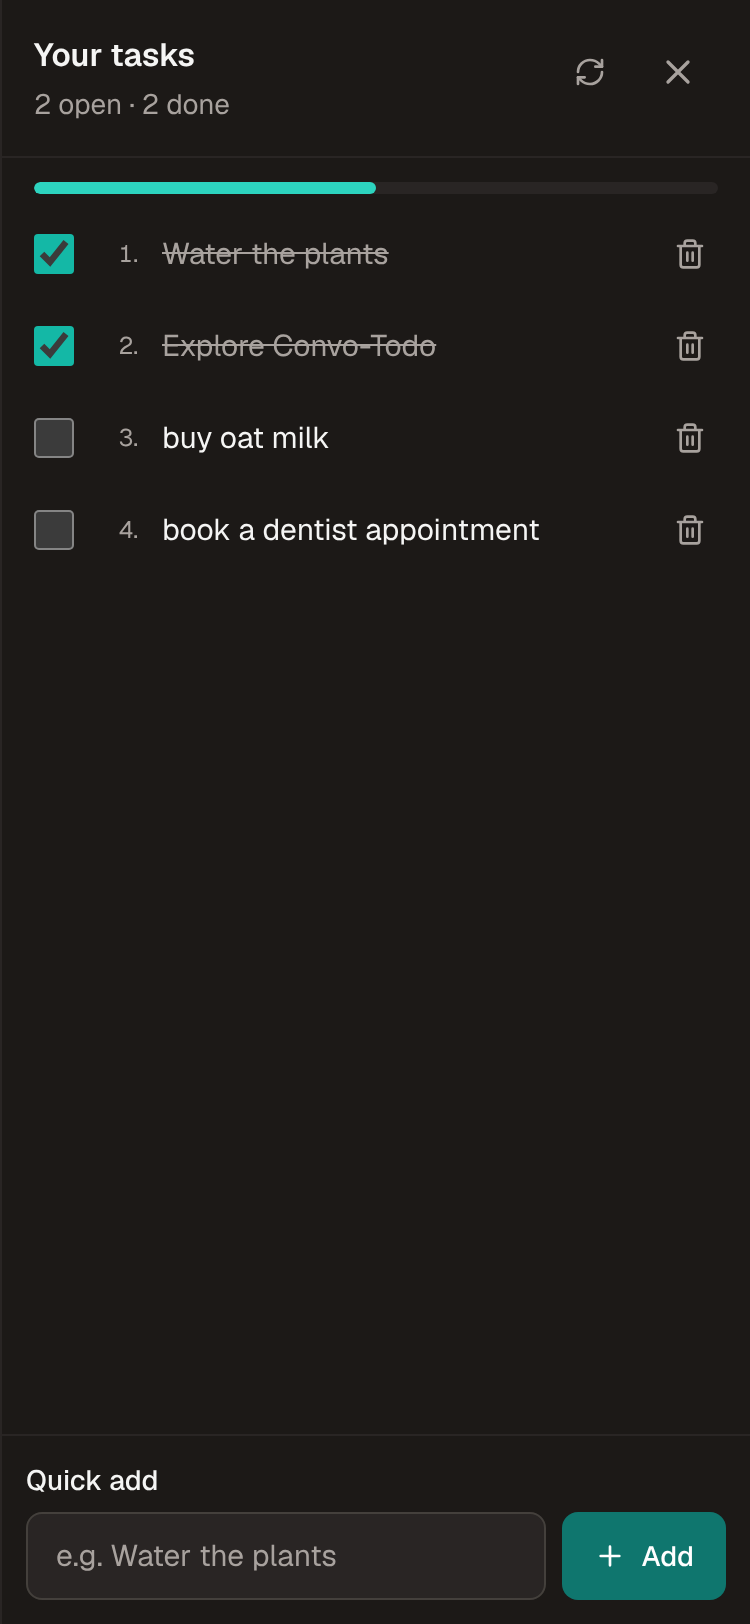 Your tasks
2 open · 2 done
1. Water the plants
2. Explore Convo-Todo
3. buy oat milk
4. book a dentist appointment
Quick add
e.g. Water the plants
Add